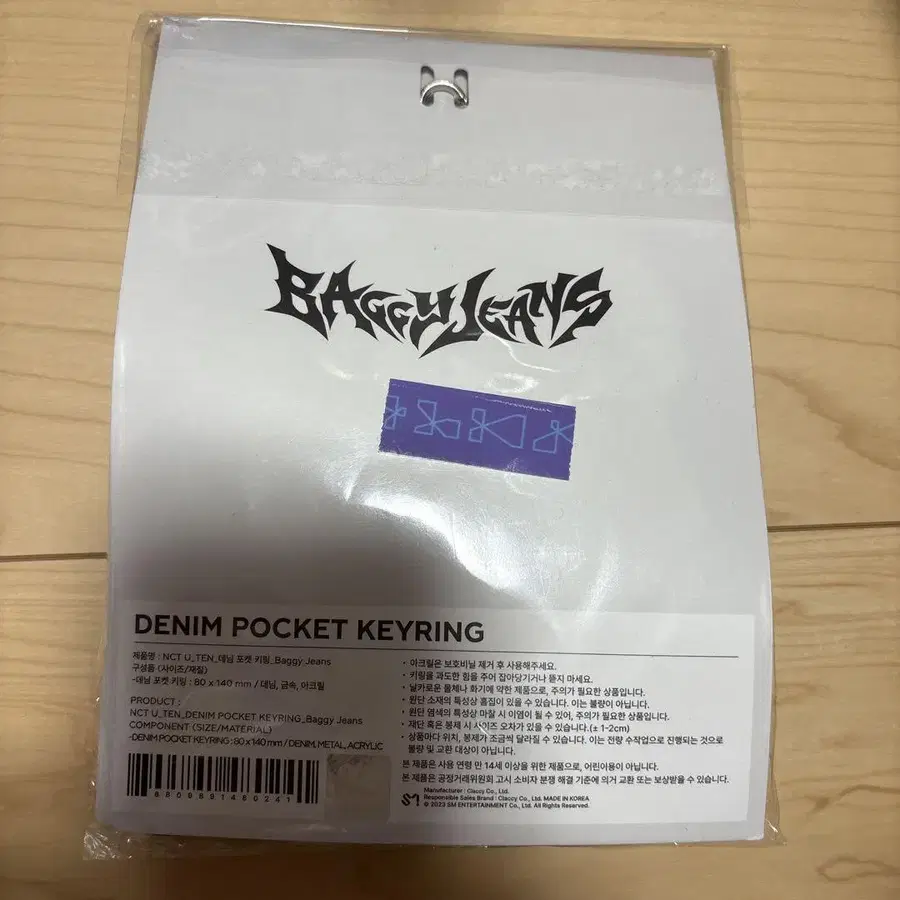 BAGGY JEANS
DENIM POCKET KEYRING
제품명 : NCT U_TEN_데님 포켓 키링_Baggy Jeans
구성품 (사이즈/재질)
-데님 포켓 키링 : 80 x 140 mm / 데님, 금속, 아크릴
PRODUCT :
NCT U_TEN_DENIM POCKET KEYRING_Baggy Jeans
COMPONENT (SIZE/MATERIAL)
-DENIM POCKET KEYRING : 80 x 140 mm / DENIM, METAL, ACRYLIC
8809891480241
• 아크릴은 보호비닐 제거 후 사용해주세요.
• 키링을 과도한 힘을 주어 잡아당기거나 뜯지 마세요.
• 날카로운 물체나 화기에 약한 제품으로, 주의가 필요한 상품입니다.
• 원단 소재의 특성상 흠집이 있을 수 있습니다. 이는 불량이 아닙니다.
• 원단 염색의 특성상 마찰 시 이염이 될 수 있어, 주의가 필요한 상품입니다.
• 재단 혹은 봉제 시 사이즈 오차가 있을 수 있습니다.(± 1-2cm)
• 상품마다 위치, 봉제가 조금씩 달라질 수 있습니다. 이는 전량 수작업으로 진행되는 것으로
불량 및 교환 대상이 아닙니다.
본 제품은 사용 연령 만 14세 이상을 위한 제품으로, 어린이용이 아닙니다.
본 제품은 공정거래위원회 고시 소비자 분쟁 해결 기준에 의거 교환 또는 보상받을 수 있습니다.
SM
Manufacturer : Claccy Co., Ltd.
Responsible Sales Brand : Claccy Co., Ltd. MADE IN KOREA
© 2023 SM ENTERTAINMENT Co., Ltd. All Rights Reserved.